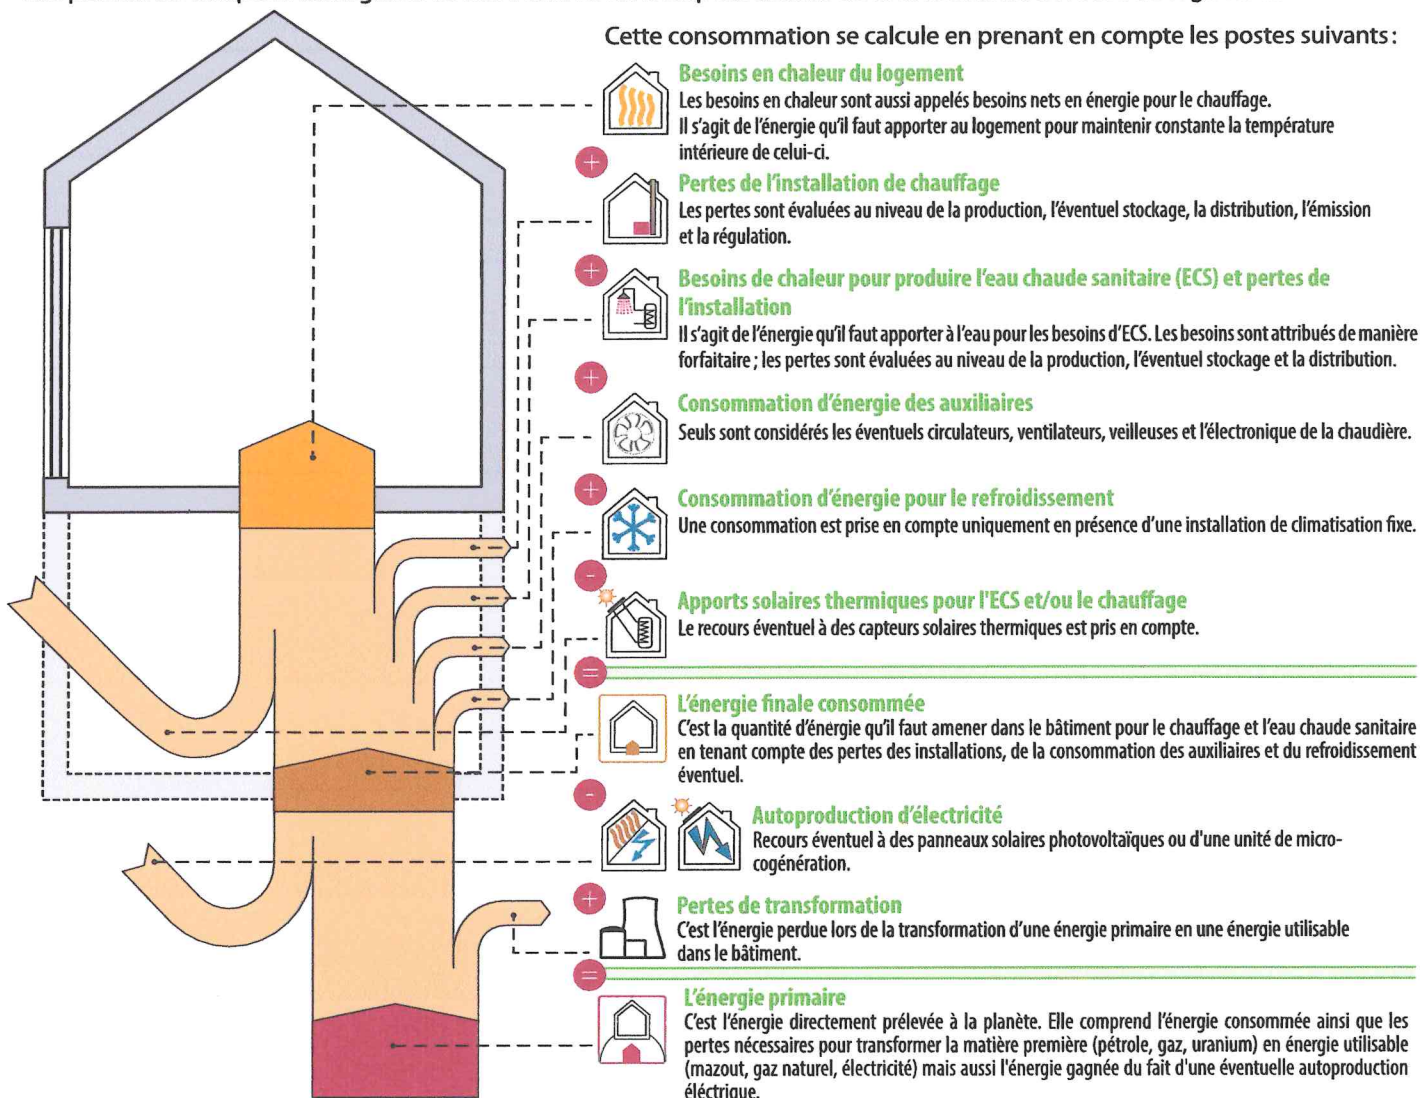 Cette consommation se calcule en prenant en compte les postes suivants :
Besoins en chaleur du logement
Les besoins en chaleur sont aussi appelés besoins nets en énergie pour le chauffage.
Il s'agit de l'énergie qu'il faut apporter au logement pour maintenir constante la température
intérieure de celui-ci.
+
Pertes de l'installation de chauffage
Les pertes sont évaluées au niveau de la production, l'éventuel stockage, la distribution, l'émission
et la régulation.
+
Besoins de chaleur pour produire l'eau chaude sanitaire (ECS) et pertes de
l'installation
Il s'agit de l'énergie qu'il faut apporter à l'eau pour les besoins d'ECS. Les besoins sont attribués de manière
forfaitaire ; les pertes sont évaluées au niveau de la production, l'éventuel stockage et la distribution.
+
Consommation d'énergie des auxiliaires
Seuls sont considérés les éventuels circulateurs, ventilateurs, veilleuses et l'électronique de la chaudière.
+
Consommation d'énergie pour le refroidissement
Une consommation est prise en compte uniquement en présence d'une installation de climatisation fixe.
-
Apports solaires thermiques pour l'ECS et/ou le chauffage
Le recours éventuel à des capteurs solaires thermiques est pris en compte.
=
L'énergie finale consommée
C'est la quantité d'énergie qu'il faut amener dans le bâtiment pour le chauffage et l'eau chaude sanitaire
en tenant compte des pertes des installations, de la consommation des auxiliaires et du refroidissement
éventuel.
-
Autoproduction d'électricité
Recours éventuel à des panneaux solaires photovoltaïques ou d'une unité de micro-
cogénération.
+
Pertes de transformation
C'est l'énergie perdue lors de la transformation d'une énergie primaire en une énergie utilisable
dans le bâtiment.
=
L'énergie primaire
C'est l'énergie directement prélevée à la planète. Elle comprend l'énergie consommée ainsi que les
pertes nécessaires pour transformer la matière première (pétrole, gaz, uranium) en énergie utilisable
(mazout, gaz naturel, électricité) mais aussi l'énergie gagnée du fait d'une éventuelle autoproduction
éléctrique.